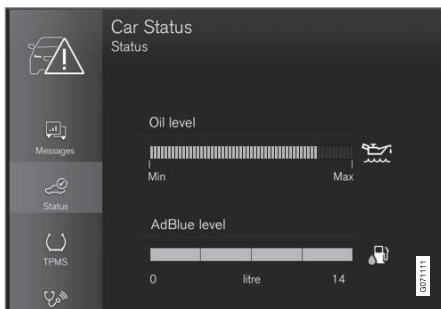 Car Status
Status
Messages
Status
TPMS
Oil level
Min Max
AdBlue level
0 litre 14
G071111